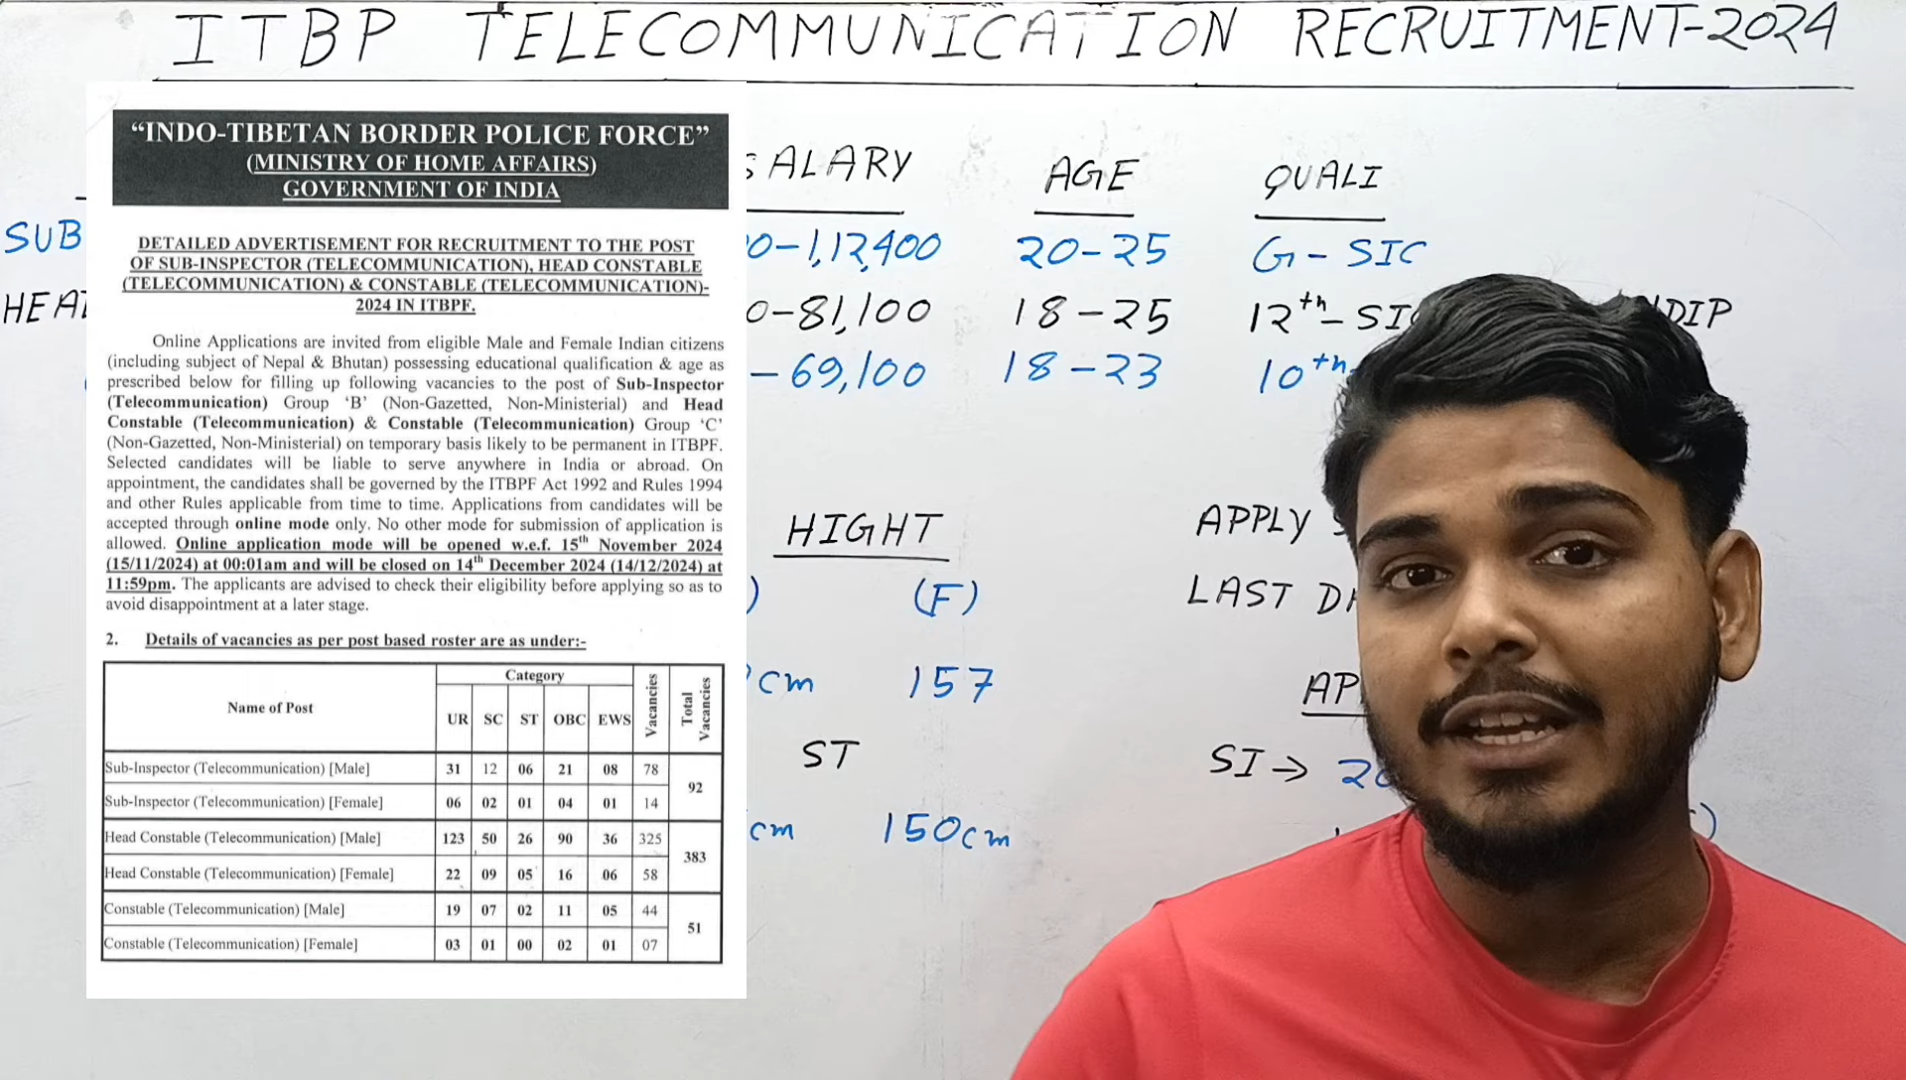 ITBP TELECOMMUNICATION RECRUITMENT-2024
“INDO-TIBETAN BORDER POLICE FORCE”
(MINISTRY OF HOME AFFAIRS)
GOVERNMENT OF INDIA
DETAILED ADVERTISEMENT FOR RECRUITMENT TO THE POST
OF SUB-INSPECTOR (TELECOMMUNICATION), HEAD CONSTABLE
(TELECOMMUNICATION) & CONSTABLE (TELECOMMUNICATION)-
2024 IN ITBPF.
Online Applications are invited from eligible Male and Female Indian citizens
(including subject of Nepal & Bhutan) possessing educational qualification & age as
prescribed below for filling up following vacancies to the post of Sub-Inspector
(Telecommunication) Group ‘B’ (Non-Gazetted, Non-Ministerial) and Head
Constable (Telecommunication) & Constable (Telecommunication) Group ‘C’
(Non-Gazetted, Non-Ministerial) on temporary basis likely to be permanent in ITBPF.
Selected candidates will be liable to serve anywhere in India or abroad. On
appointment, the candidates shall be governed by the ITBPF Act 1992 and Rules 1994
and other Rules applicable from time to time. Applications from candidates will be
accepted through online mode only. No other mode for submission of application is
allowed. Online application mode will be opened w.e.f. 15th November 2024
(15/11/2024) at 00:01am and will be closed on 14th December 2024 (14/12/2024) at
11:59pm. The applicants are advised to check their eligibility before applying so as to
avoid disappointment at a later stage.
2. Details of vacancies as per post based roster are as under:-
Name of Post Category Vacancies Total Vacancies
UR SC ST OBC EWS
Sub-Inspector (Telecommunication) [Male] 31 12 06 21 08 78
92
Sub-Inspector (Telecommunication) [Female] 06 02 01 04 01 14
Head Constable (Telecommunication) [Male] 123 50 26 90 36 325
383
Head Constable (Telecommunication) [Female] 22 09 05 16 06 58
Constable (Telecommunication) [Male] 19 07 02 11 05 44
51
Constable (Telecommunication) [Female] 03 01 00 02 01 07
SALARY AGE QUALI
SUB 0-1,12,400 20-25 G-SIC
HEA 0-81,100 18-25 12th-SI DIP
-69,100 18-23 10th
HIGHT
) (F)
cm 157
ST
cm 150cm
APPLY
LAST DA
AP
SI→ 20
)